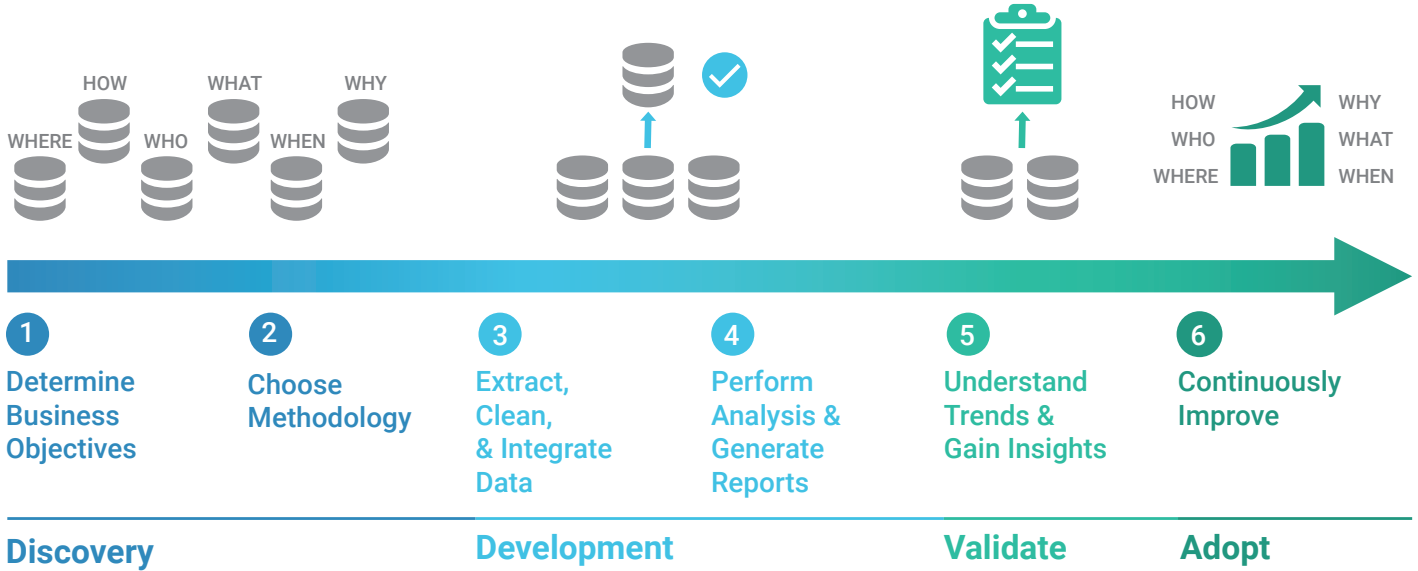 HOW
WHAT
WHY
WHERE
WHO
WHEN
HOW
WHY
WHO
WHAT
WHERE
WHEN
1
Determine
Business
Objectives
2
Choose
Methodology
3
Extract,
Clean,
& Integrate
Data
4
Perform
Analysis &
Generate
Reports
5
Understand
Trends &
Gain Insights
6
Continuously
Improve
Discovery
Development
Validate
Adopt